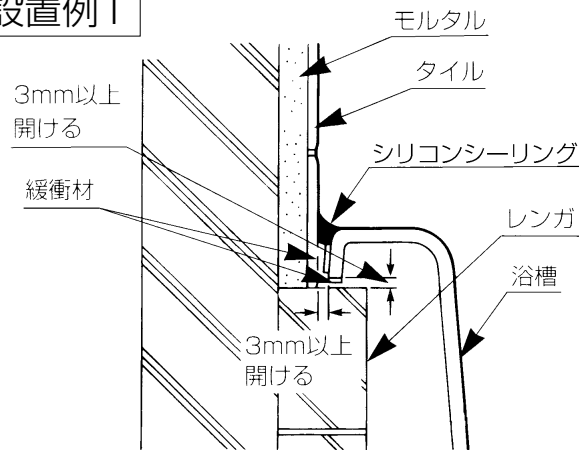 設置例1
モルタル
タイル
3mm以上
開ける
シリコンシーリング
緩衝材
レンガ
浴槽
3mm以上
開ける